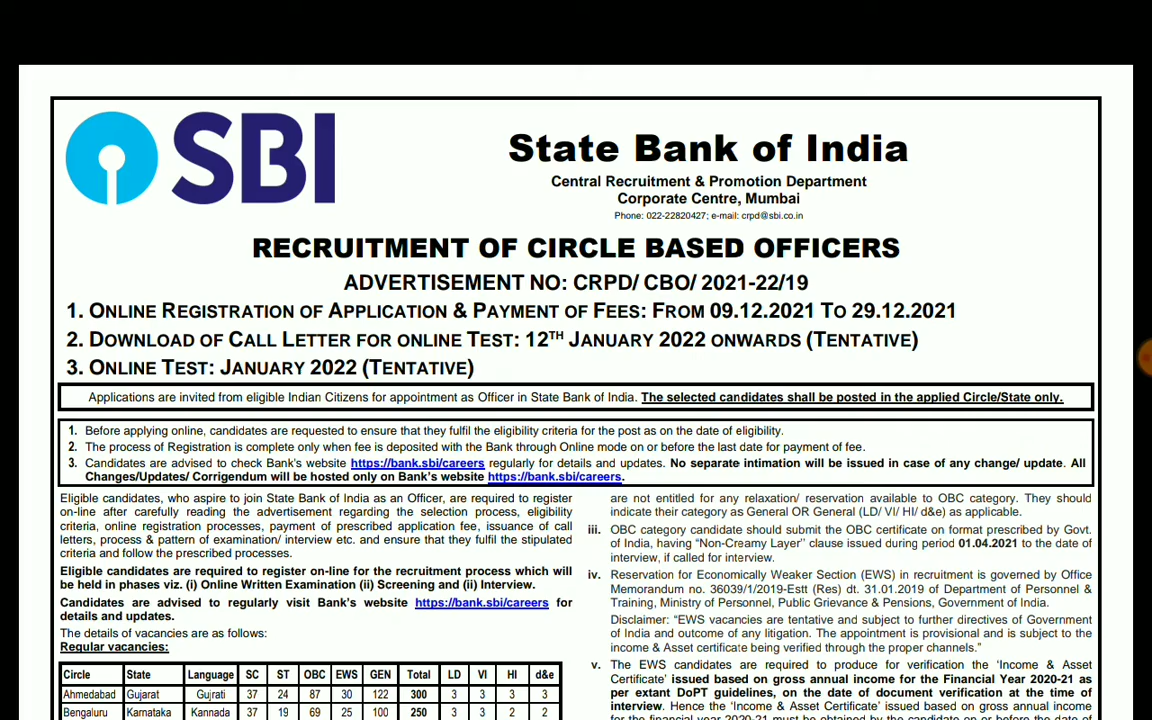 SBI
State Bank of India
Central Recruitment & Promotion Department
Corporate Centre, Mumbai
Phone: 022-22820427; e-mail: crpd@sbi.co.in
RECRUITMENT OF CIRCLE BASED OFFICERS
ADVERTISEMENT NO: CRPD/ CBO/ 2021-22/19
1. ONLINE REGISTRATION OF APPLICATION & PAYMENT OF FEES: FROM 09.12.2021 TO 29.12.2021
2. DOWNLOAD OF CALL LETTER FOR ONLINE TEST: 12TH JANUARY 2022 ONWARDS (TENTATIVE)
3. ONLINE TEST: JANUARY 2022 (TENTATIVE)
Applications are invited from eligible Indian Citizens for appointment as Officer in State Bank of India. The selected candidates shall be posted in the applied Circle/State only.
1. Before applying online, candidates are requested to ensure that they fulfil the eligibility criteria for the post as on the date of eligibility.
2. The process of Registration is complete only when fee is deposited with the Bank through Online mode on or before the last date for payment of fee.
3. Candidates are advised to check Bank's website https://bank.sbi/careers regularly for details and updates. No separate intimation will be issued in case of any change/ update. All
Changes/Updates/ Corrigendum will be hosted only on Bank's website https://bank.sbi/careers.
Eligible candidates, who aspire to join State Bank of India as an Officer, are required to register
on-line after carefully reading the advertisement regarding the selection process, eligibility
criteria, online registration processes, payment of prescribed application fee, issuance of call
letters, process & pattern of examination/ interview etc. and ensure that they fulfil the stipulated
criteria and follow the prescribed processes.
Eligible candidates are required to register on-line for the recruitment process which will
be held in phases viz. (i) Online Written Examination (ii) Screening and (ii) Interview.
Candidates are advised to regularly visit Bank's website https://bank.sbi/careers for
details and updates.
The details of vacancies are as follows:
Regular vacancies:
Circle State Language SC ST OBC EWS GEN Total LD VI HI d&e
Ahmedabad Gujarat Gujrati 37 24 87 30 122 300 3 3 3 3
Bengaluru Karnataka Kannada 37 19 69 25 100 250 3 3 2 2
are not entitled for any relaxation/ reservation available to OBC category. They should
indicate their category as General OR General (LD/ VI/ HI/ d&e) as applicable.
iii. OBC category candidate should submit the OBC certificate on format prescribed by Govt.
of India, having "Non-Creamy Layer'' clause issued during period 01.04.2021 to the date of
interview, if called for interview.
iv. Reservation for Economically Weaker Section (EWS) in recruitment is governed by Office
Memorandum no. 36039/1/2019-Estt (Res) dt. 31.01.2019 of Department of Personnel &
Training, Ministry of Personnel, Public Grievance & Pensions, Government of India.
Disclaimer: "EWS vacancies are tentative and subject to further directives of Government
of India and outcome of any litigation. The appointment is provisional and is subject to the
income & Asset certificate being verified through the proper channels."
v. The EWS candidates are required to produce for verification the 'Income & Asset
Certificate' issued based on gross annual income for the Financial Year 2020-21 as
per extant DoPT guidelines, on the date of document verification at the time of
interview. Hence the 'Income & Asset Certificate' issued based on gross annual income
for the financial year 2020-21 must be obtained by the candidate on or before the date of